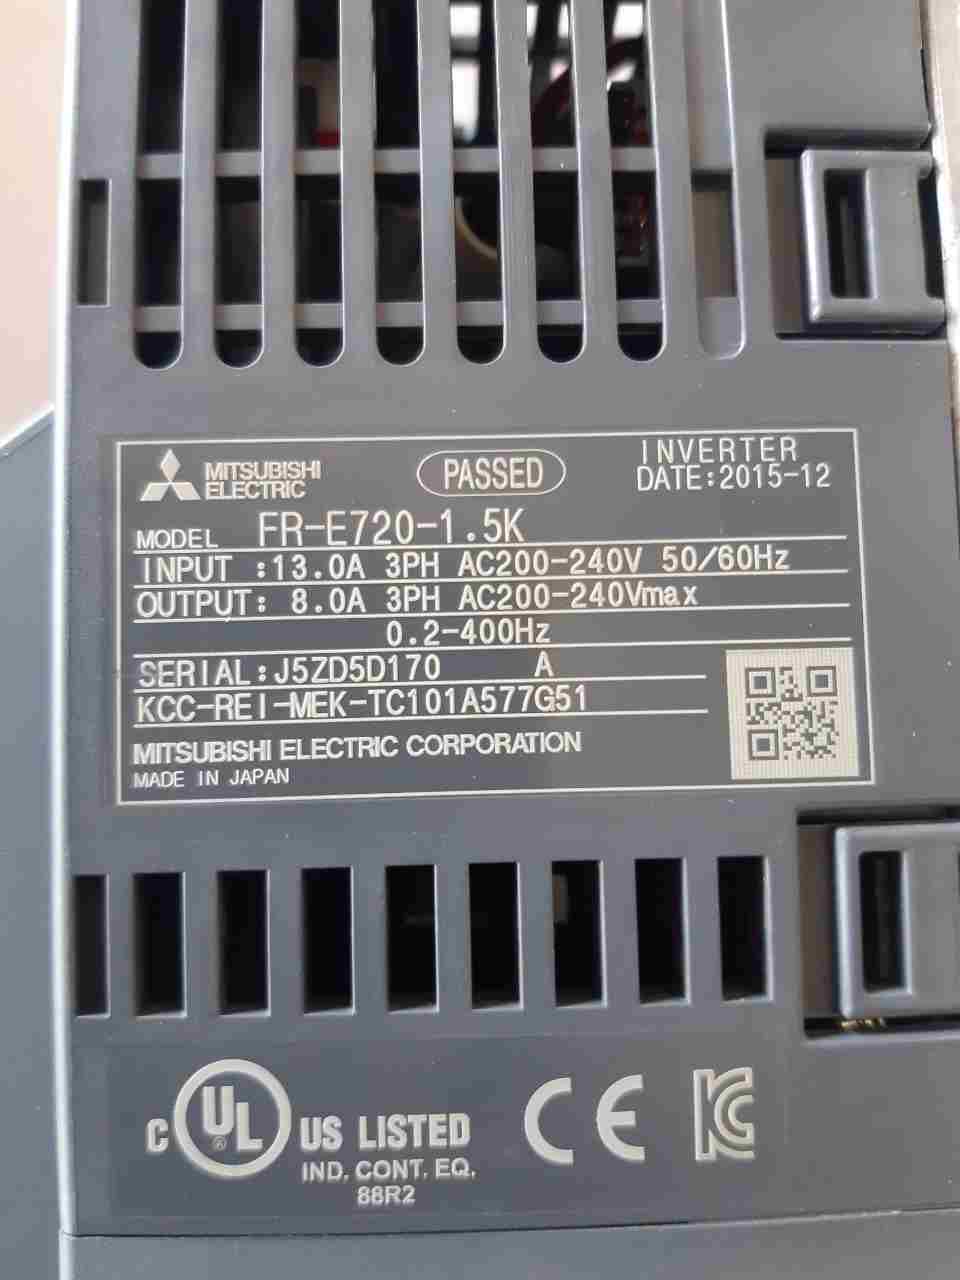 MITSUBISHI
ELECTRIC
PASSED
INVERTER
DATE:2015-12
MODEL FR-E720-1.5K
INPUT :13.0A 3PH AC200-240V 50/60Hz
OUTPUT: 8.0A 3PH AC200-240Vmax
0.2-400Hz
SERIAL:J5ZD5D170 A
KCC-REI-MEK-TC101A577G51
MITSUBISHI ELECTRIC CORPORATION
MADE IN JAPAN
C UL ® US LISTED CE KC
IND. CONT. EQ.
88R2